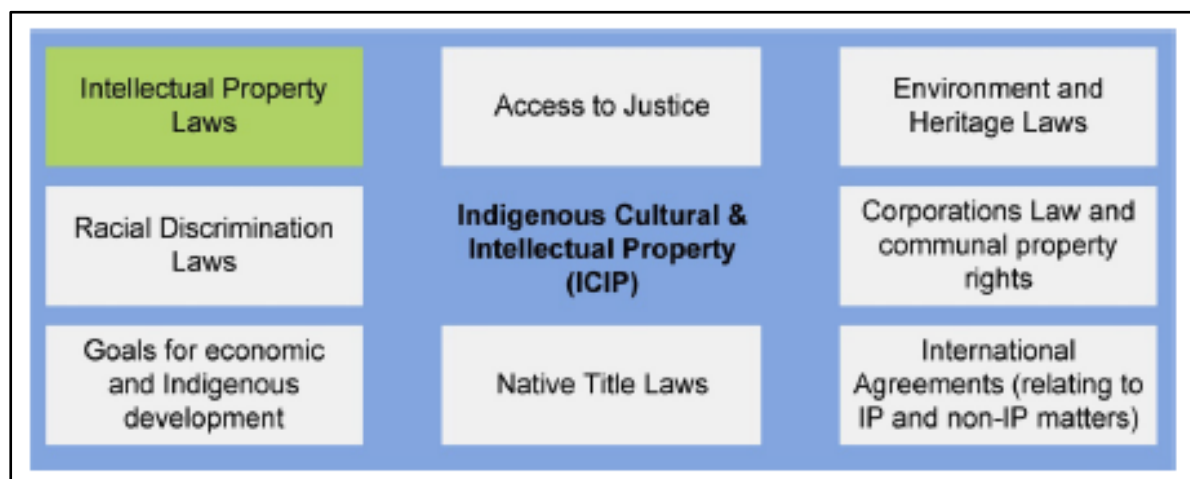 Intellectual Property
Laws
Access to Justice
Environment and
Heritage Laws
Racial Discrimination
Laws
Indigenous Cultural &
Intellectual Property
(ICIP)
Corporations Law and
communal property
rights
Goals for economic
and Indigenous
development
Native Title Laws
International
Agreements (relating to
IP and non-IP matters)